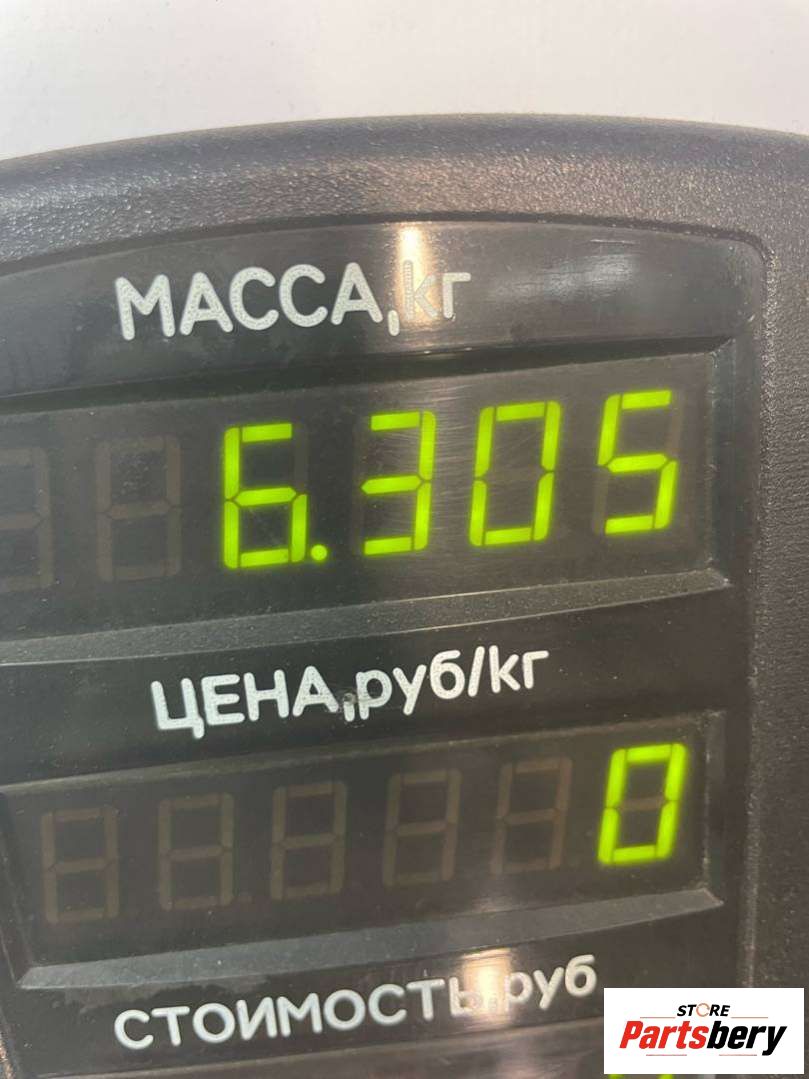 МАССА,кг
6.305
ЦЕНА,руб/кг
0
СТОИМОСТЬ,руб
STORE
Partsbery